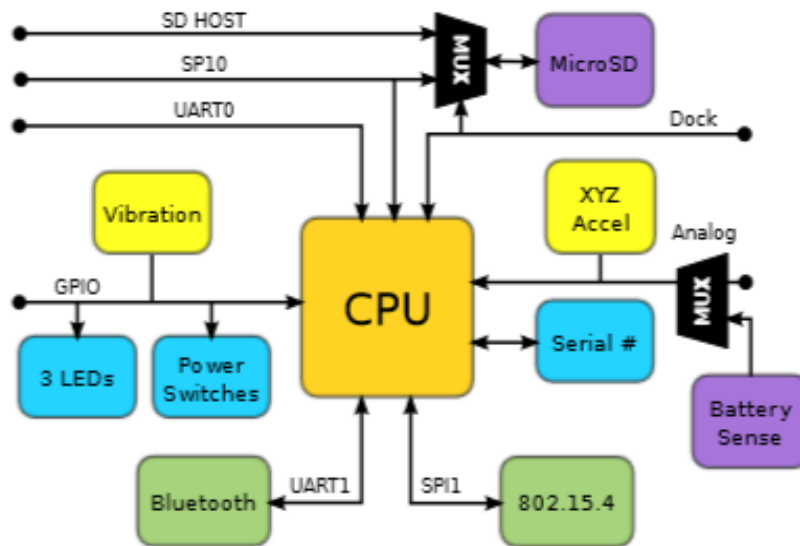 SD HOST
SP10
UART0
MUX
MicroSD
Dock
Vibration
XYZ
Accel
Analog
GPIO
CPU
MUX
3 LEDs
Power
Switches
Serial #
Battery
Sense
Bluetooth
UART1
SPI1
802.15.4